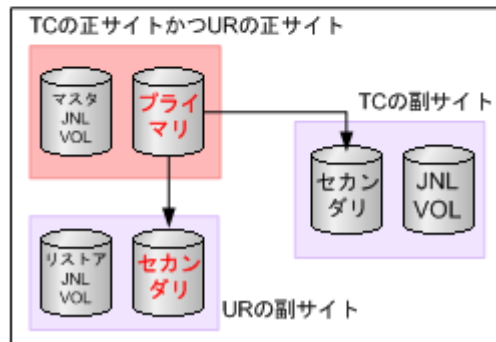 TCの正サイトかつURの正サイト
マスタ
JNL
VOL
プライ
マリ
TCの副サイト
セカン
ダリ
JNL
VOL
リストア
JNL
VOL
セカン
ダリ
URの副サイト